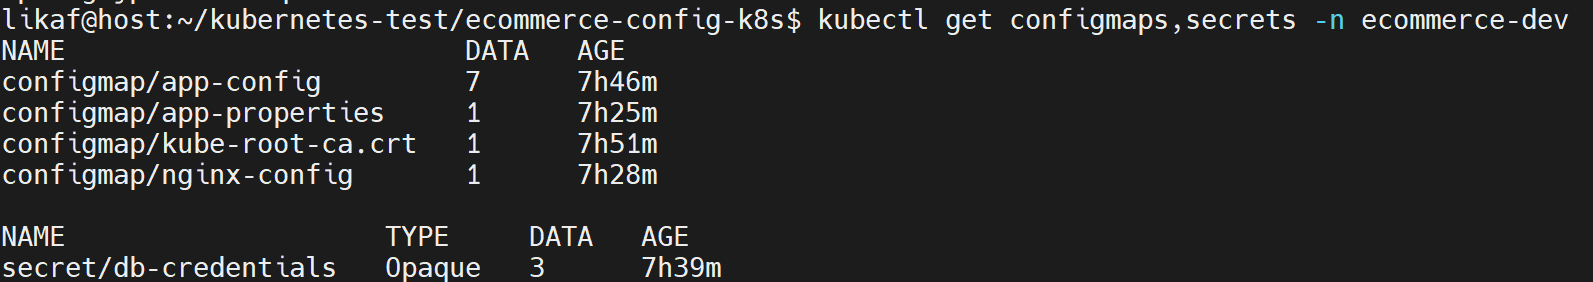 likaf@host:~/kubernetes-test/ecommerce-config-k8s$ kubectl get configmaps,secrets -n ecommerce-dev
NAME DATA AGE
configmap/app-config 7 7h46m
configmap/app-properties 1 7h25m
configmap/kube-root-ca.crt 1 7h51m
configmap/nginx-config 1 7h28m
NAME TYPE DATA AGE
secret/db-credentials Opaque 3 7h39m